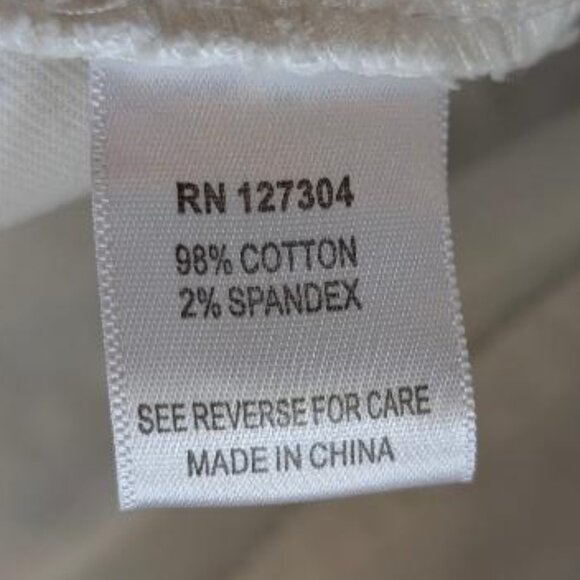 RN 127304
98% COTTON
2% SPANDEX
SEE REVERSE FOR CARE
MADE IN CHINA